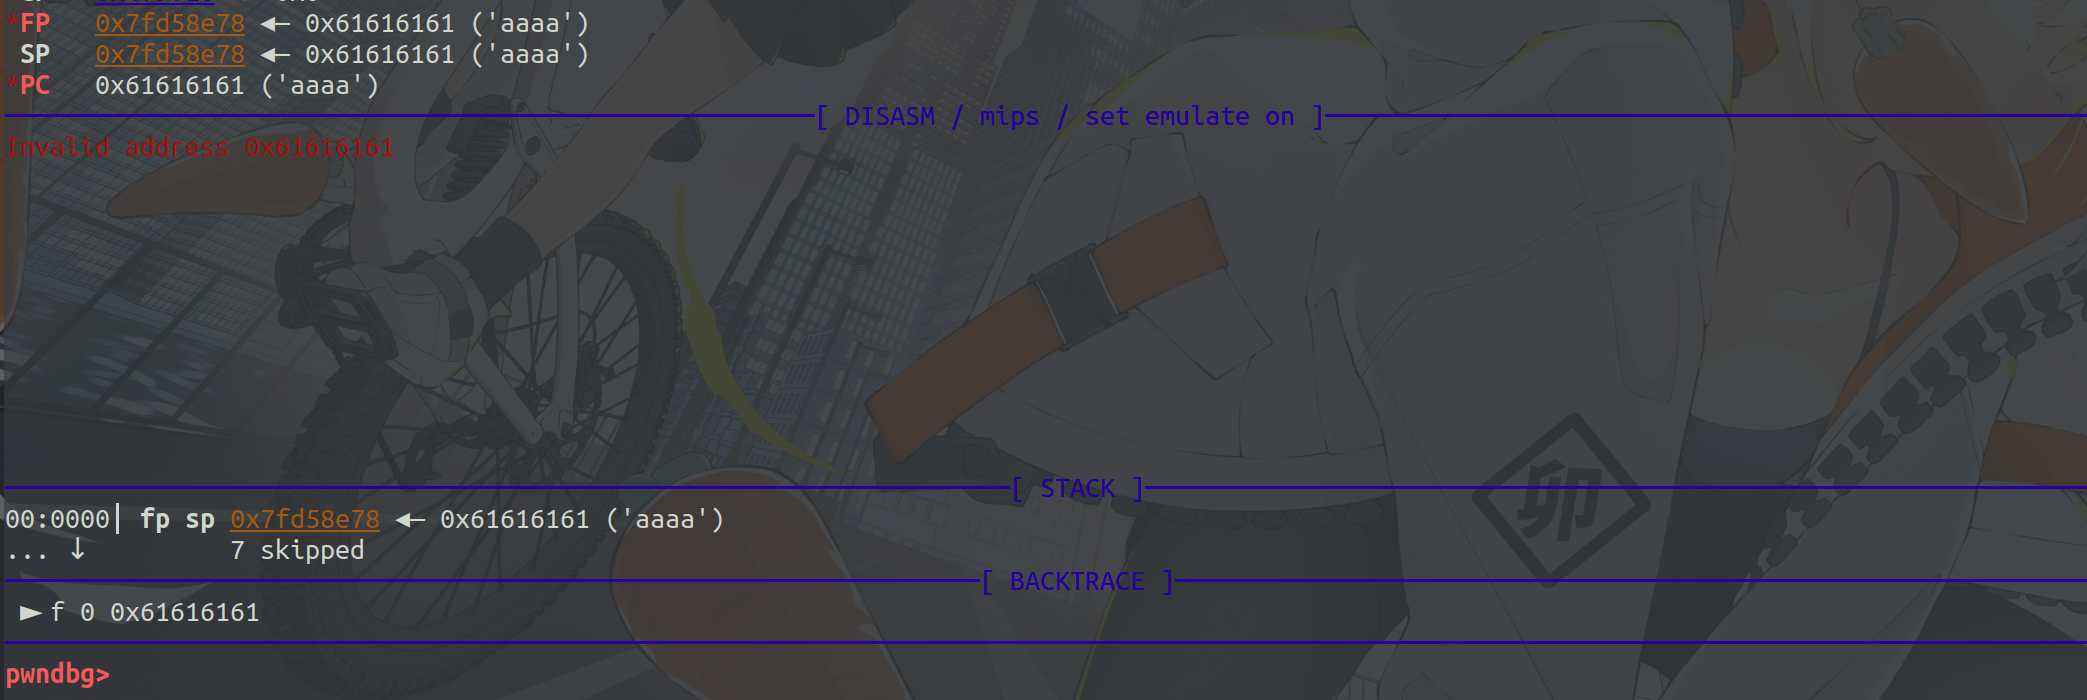 *FP   0x7fd58e78 ◂— 0x61616161 ('aaaa')
 SP   0x7fd58e78 ◂— 0x61616161 ('aaaa')
*PC   0x61616161 ('aaaa')
[ DISASM / mips / set emulate on ]
Invalid address 0x61616161
卯
[ STACK ]
00:0000│ fp sp 0x7fd58e78 ◂— 0x61616161 ('aaaa')
... ↓        7 skipped
[ BACKTRACE ]
 ► f 0 0x61616161
pwndbg>